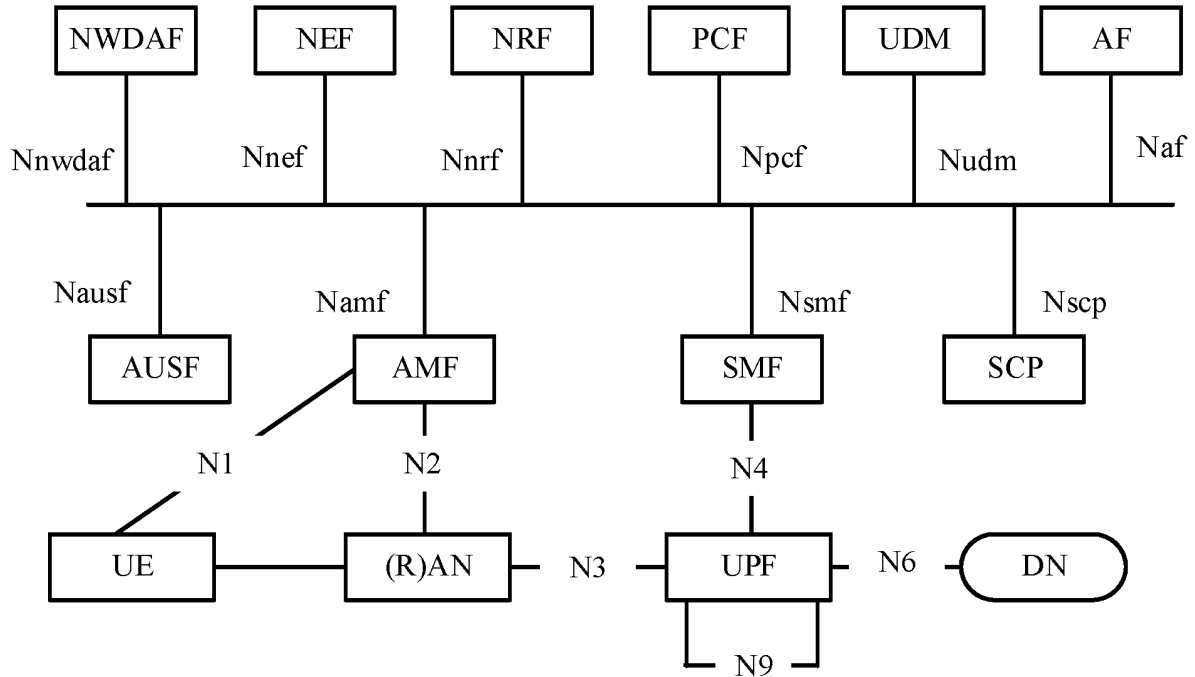 NWDAF NEF NRF PCF UDM AF
Nnwdaf Nnef Nnrf Npcf Nudm Naf
Nausf Namf Nsmf Nscp
AUSF AMF SMF SCP
N1 N2 N4
UE (R)AN N3 UPF N6 DN
N9